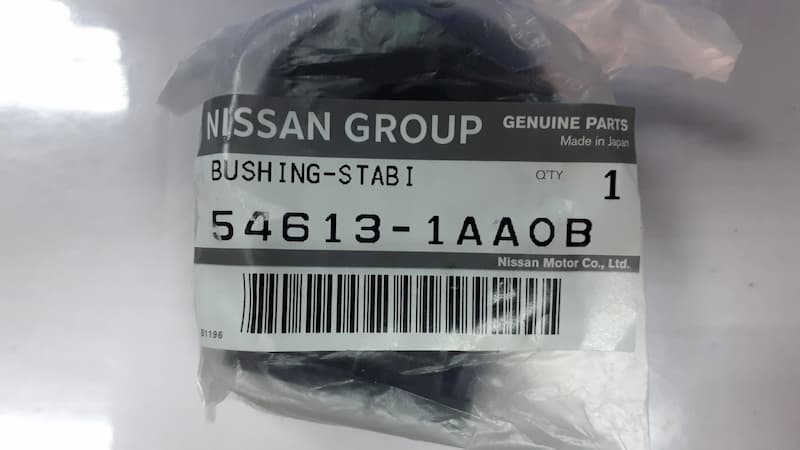 NISSAN GROUP GENUINE PARTS
Made in Japan
BUSHING-STABI Q'TY 1
54613-1AA0B
Nissan Motor Co., Ltd.
B1196